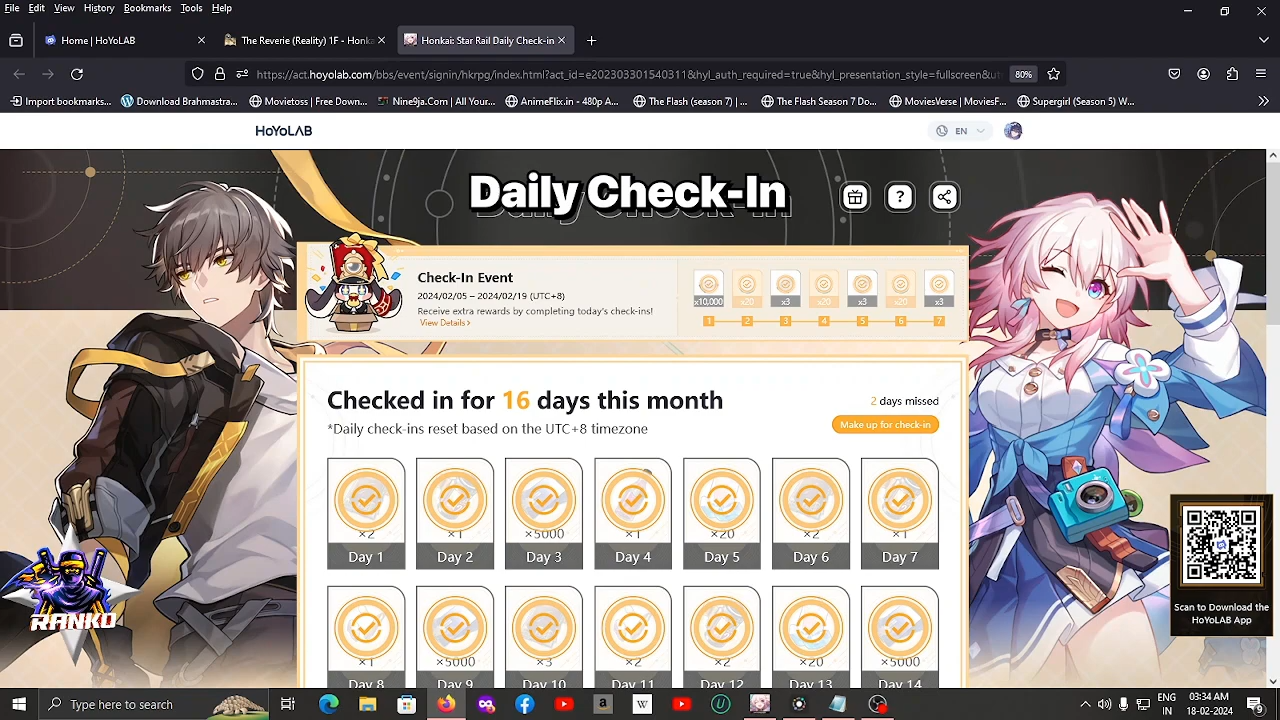 File Edit View History Bookmarks Tools Help
Home | HoYoLAB
The Reverie (Reality) 1F - Honka
Honkai: Star Rail Daily Check-in
https://act.hoyolab.com/bbs/event/signin/hkrpg/index.html?act_id=e202303301540311&hyl_auth_required=true&hyl_presentation_style=fullscreen&ut
80%
Import bookmarks...
Download Brahmastra...
Movietoss | Free Down...
Nine9ja.Com | All Your...
AnimeFlix.in - 480p A...
The Flash (season 7) | ...
The Flash Season 7 Do...
MoviesVerse | MoviesF...
Supergirl (Season 5) W...
HoYoLAB
EN
Daily Check-In
?
Check-In Event
2024/02/05 – 2024/02/19 (UTC+8)
Receive extra rewards by completing today's check-ins!
View Details>
x10,000 x20 x3 x20 x3 x20 x3
1 2 3 4 5 6 7
Checked in for 16 days this month
2 days missed
*Daily check-ins reset based on the UTC+8 timezone
Make up for check-in
×2 ×1 ×5000 ×1 ×20 ×2 ×1
Day 1 Day 2 Day 3 Day 4 Day 5 Day 6 Day 7
×1 ×5000 ×3 ×2 ×2 ×20 ×5000
Day 8 Day 9 Day 10 Day 11 Day 12 Day 13 Day 14
RANKO
Scan to Download the
HoYoLAB App
Type here to search
a
W
U
ENG
IN
03:34 AM
18-02-2024